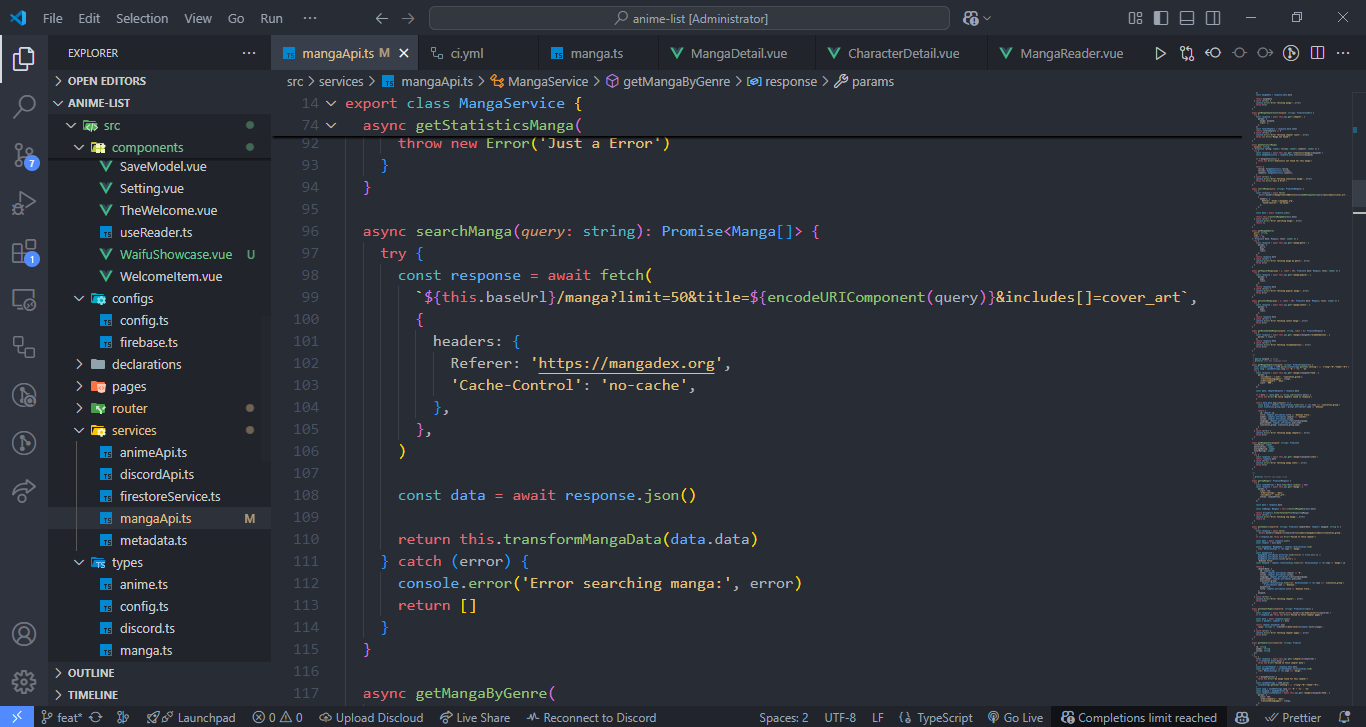 File Edit Selection View Go Run ··· anime-list [Administrator]
EXPLORER
mangaApi.ts M ci.yml manga.ts MangaDetail.vue CharacterDetail.vue MangaReader.vue
OPEN EDITORS
ANIME-LIST
src
components
SaveModel.vue
Setting.vue
TheWelcome.vue
useReader.ts
WaifuShowcase.vue U
WelcomeItem.vue
configs
config.ts
firebase.ts
declarations
pages
router
services
animeApi.ts
discordApi.ts
firestoreService.ts
mangaApi.ts M
metadata.ts
types
anime.ts
config.ts
discord.ts
manga.ts
OUTLINE
TIMELINE
7
1
src > services > mangaApi.ts > MangaService > getMangaByGenre > response > params
14 export class MangaService {
74 async getStatisticsManga(
92 throw new Error('Just a Error')
93 }
94 }
95
96 async searchManga(query: string): Promise<Manga[]> {
97 try {
98 const response = await fetch(
99 `${this.baseUrl}/manga?limit=50&title=${encodeURIComponent(query)}&includes[]=cover_art`,
100 {
101 headers: {
102 Referer: 'https://mangadex.org',
103 'Cache-Control': 'no-cache',
104 },
105 },
106 )
107
108 const data = await response.json()
109
110 return this.transformMangaData(data.data)
111 } catch (error) {
112 console.error('Error searching manga:', error)
113 return []
114 }
115 }
116
117 async getMangaByGenre(
feat* Launchpad 0 0 Upload Discloud Live Share Reconnect to Discord Spaces: 2 UTF-8 LF {} TypeScript Go Live Completions limit reached Prettier